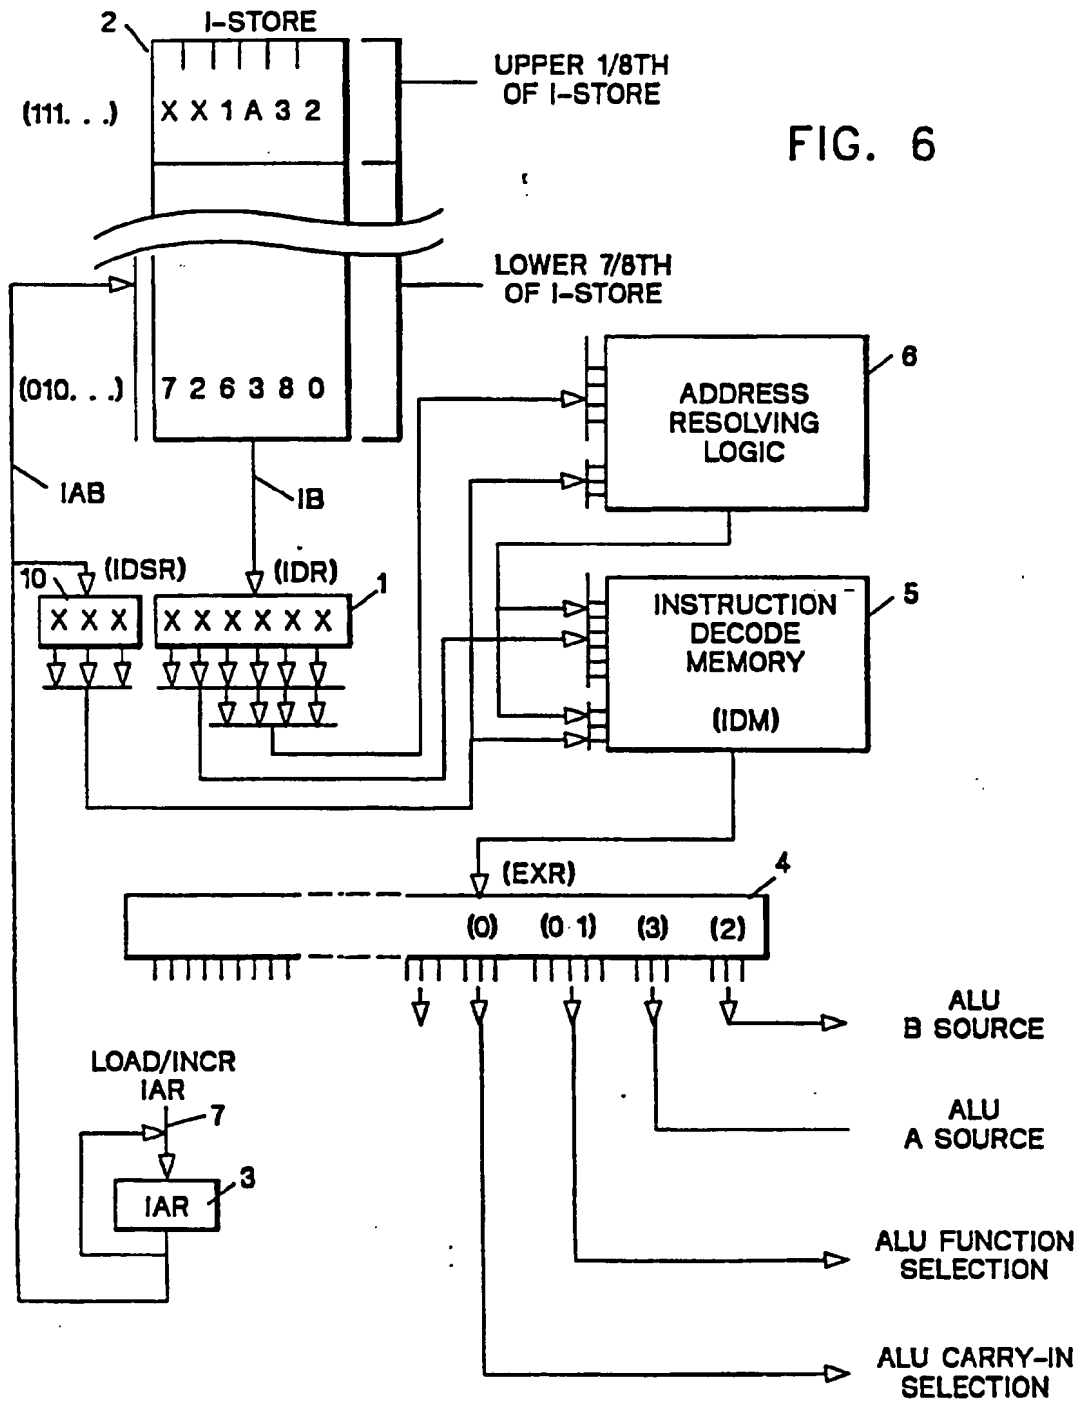 2
I-STORE
UPPER 1/8TH
OF I-STORE
(111. . .)
X X 1 A 3 2
FIG. 6
LOWER 7/8TH
OF I-STORE
(010. . .)
7 2 6 3 8 0
6
ADDRESS
RESOLVING
LOGIC
IAB
IB
10
(IDSR)
(IDR)
1
X X X
X X X X X X
5
INSTRUCTION
DECODE
MEMORY
(IDM)
(EXR)
4
(0)
(0 1)
(3)
(2)
ALU
B SOURCE
LOAD/INCR
IAR
7
ALU
A SOURCE
3
IAR
ALU FUNCTION
SELECTION
ALU CARRY-IN
SELECTION